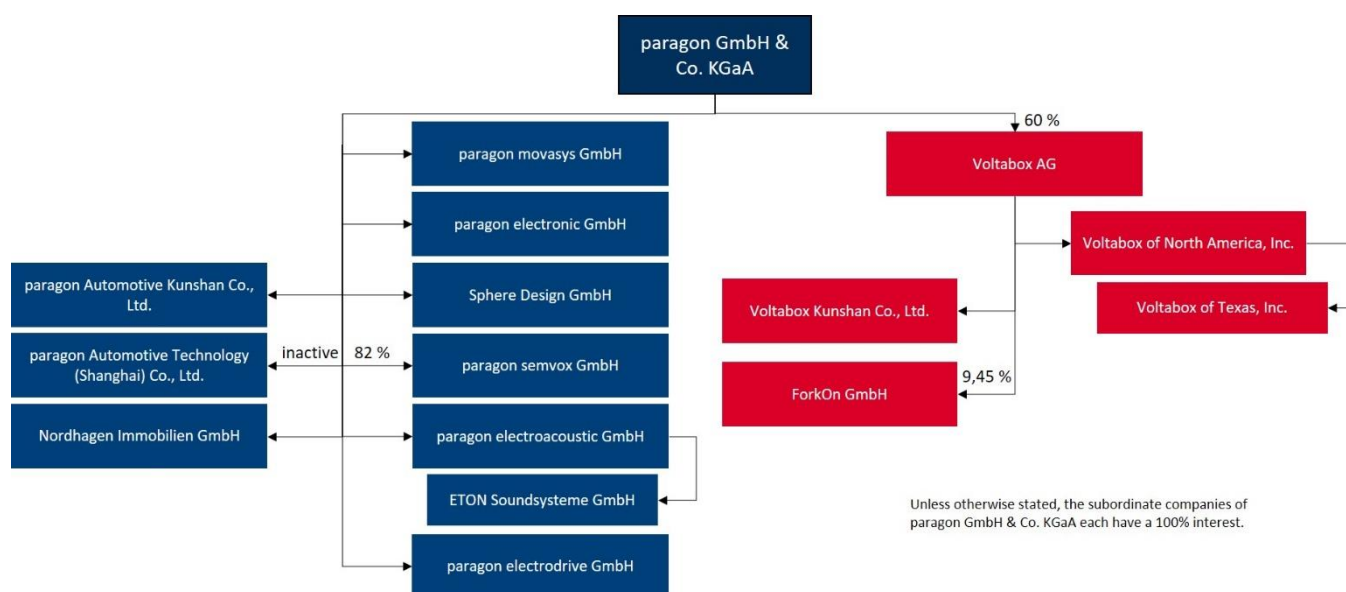 paragon GmbH &
Co. KGaA
60 %
Voltabox AG
paragon movasys GmbH
paragon electronic GmbH
Voltabox of North America, Inc.
paragon Automotive Kunshan Co.,
Ltd.
Sphere Design GmbH
Voltabox Kunshan Co., Ltd.
Voltabox of Texas, Inc.
paragon Automotive Technology
(Shanghai) Co., Ltd.
inactive
82 %
paragon semvox GmbH
ForkOn GmbH
9,45 %
Nordhagen Immobilien GmbH
paragon electroacoustic GmbH
ETON Soundsysteme GmbH
paragon electrodrive GmbH
Unless otherwise stated, the subordinate companies of
paragon GmbH & Co. KGaA each have a 100% interest.